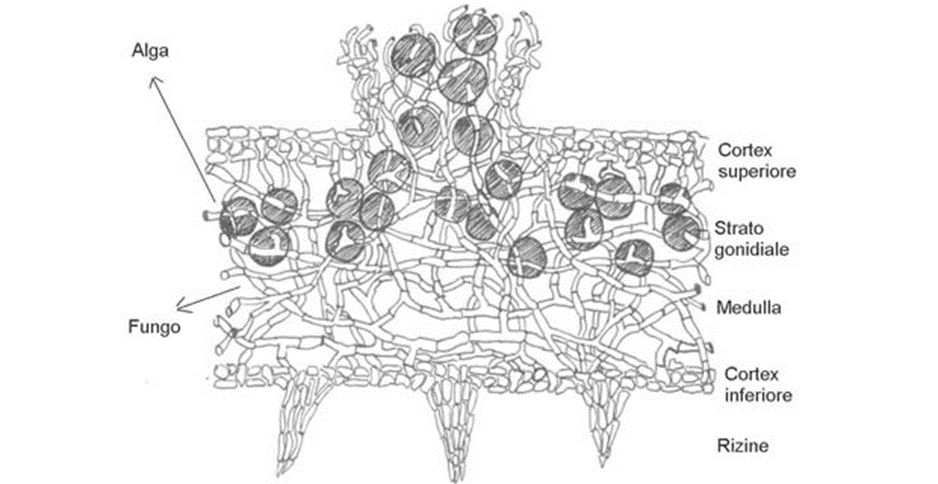 Alga
Cortex
superiore
Strato
gonidiale
Medulla
Fungo
Cortex
inferiore
Rizine